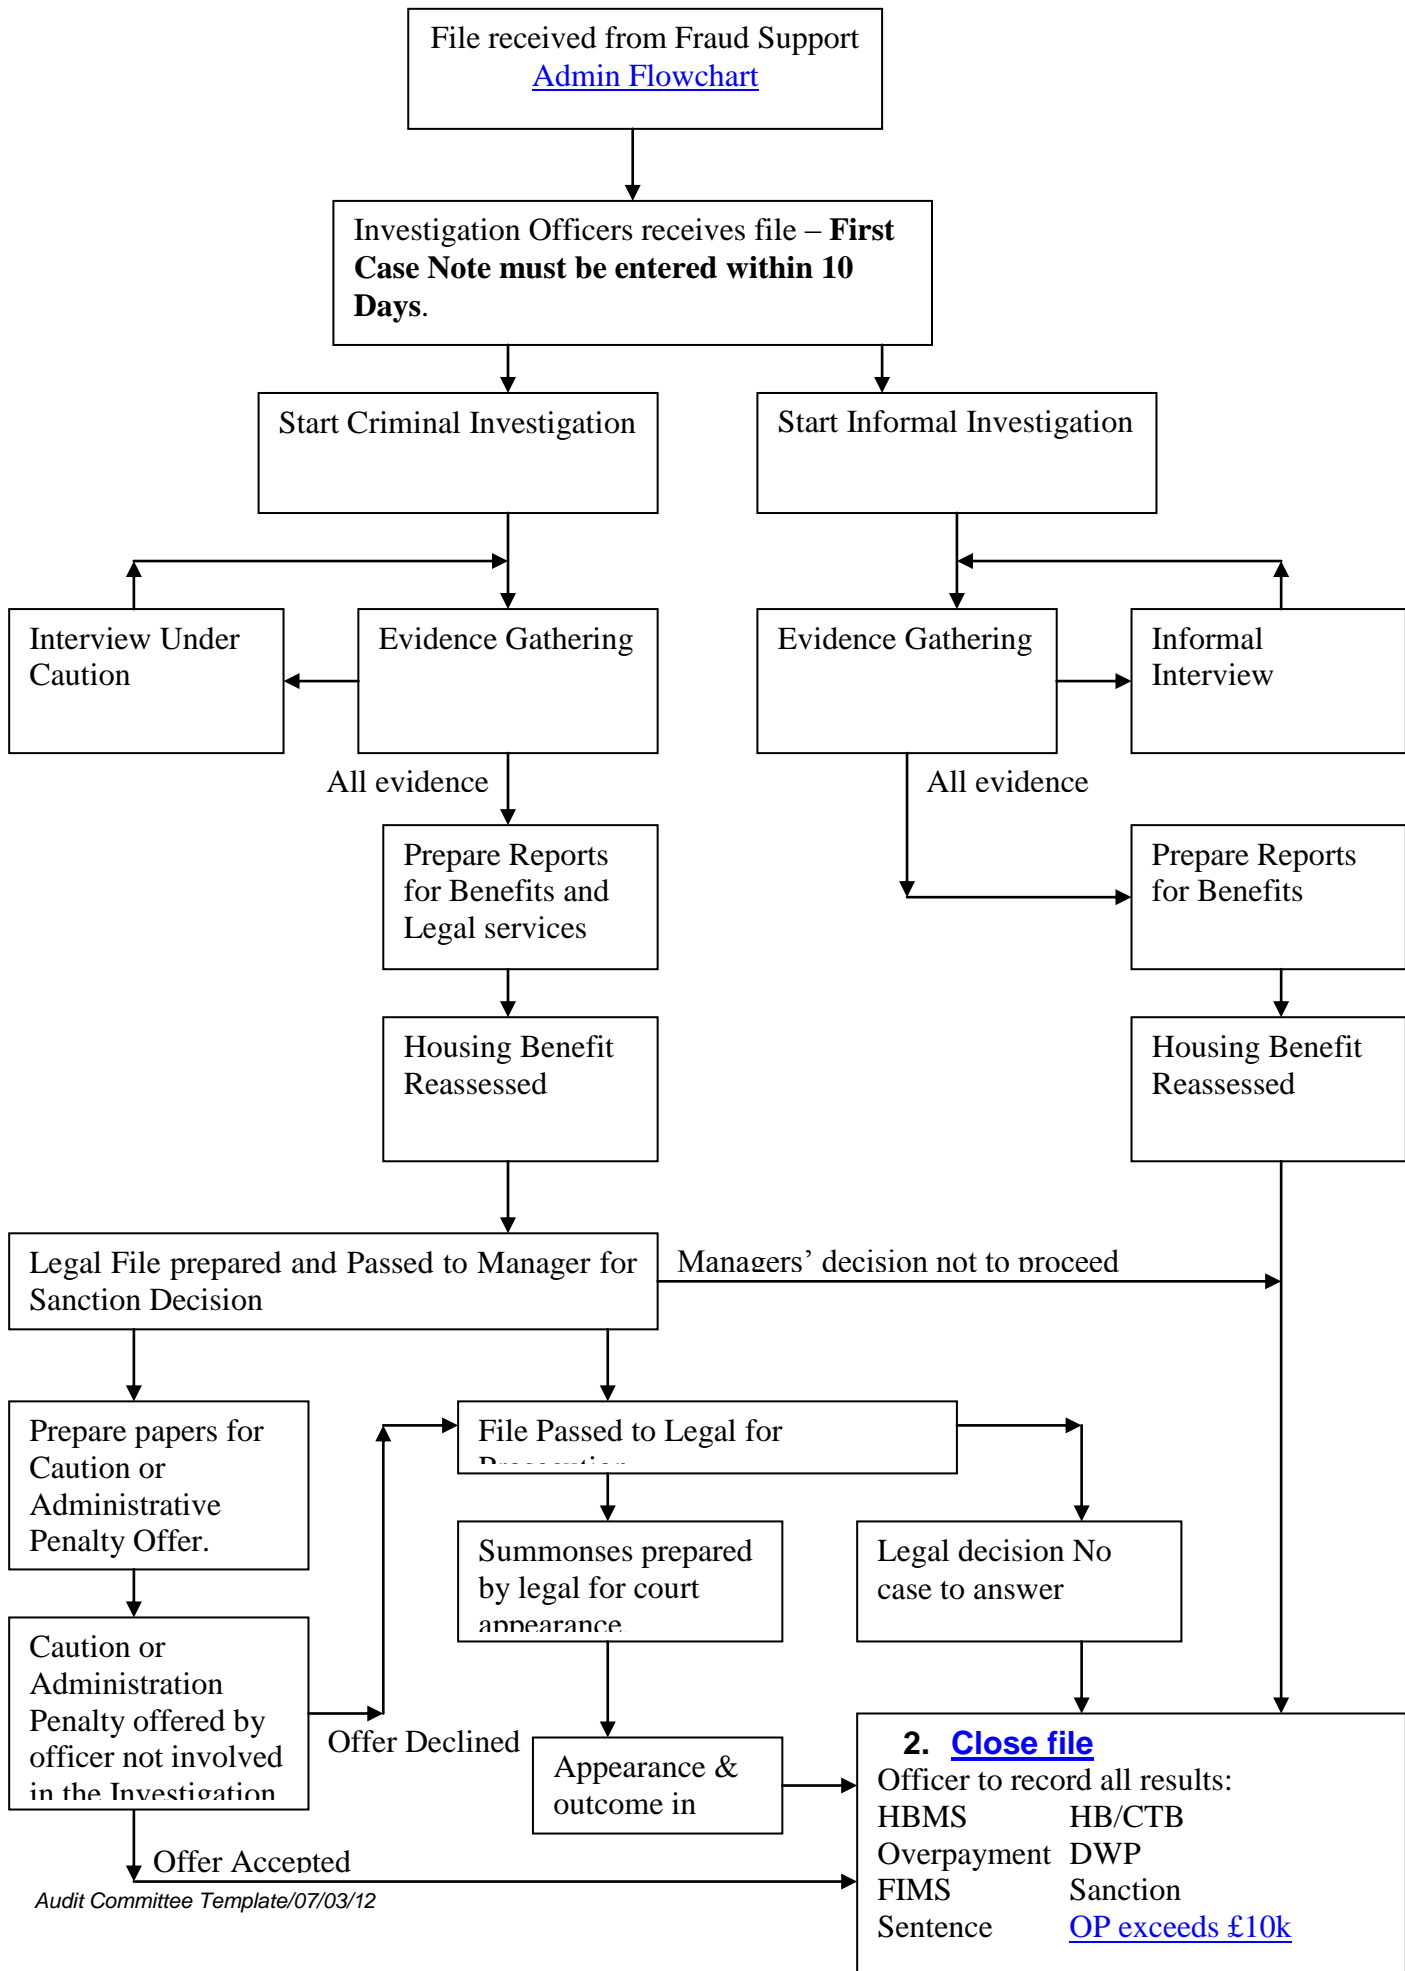 File received from Fraud Support
Admin Flowchart
Investigation Officers receives file – First
Case Note must be entered within 10
Days.
Start Criminal Investigation
Start Informal Investigation
Interview Under
Caution
Evidence Gathering
Evidence Gathering
Informal
Interview
All evidence
All evidence
Prepare Reports
for Benefits and
Legal services
Prepare Reports
for Benefits
Housing Benefit
Reassessed
Housing Benefit
Reassessed
Legal File prepared and Passed to Manager for
Sanction Decision
Managers’ decision not to proceed
Prepare papers for
Caution or
Administrative
Penalty Offer.
File Passed to Legal for
Summonses prepared
by legal for court
appearance
Legal decision No
case to answer
Caution or
Administration
Penalty offered by
officer not involved
in the Investigation
Offer Declined
Appearance &
outcome in
Offer Accepted
2. Close file
Officer to record all results:
HBMS HB/CTB
Overpayment DWP
FIMS Sanction
Sentence OP exceeds £10k
Audit Committee Template/07/03/12